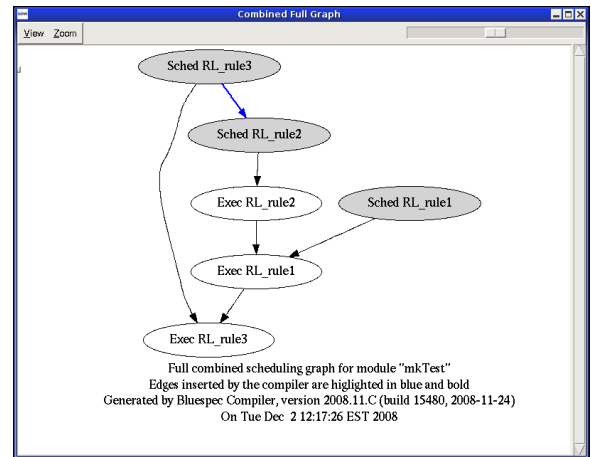 Combined Full Graph
View Zoom
Sched RL_rule3
Sched RL_rule2
Exec RL_rule2
Sched RL_rule1
Exec RL_rule1
Exec RL_rule3
Full combined scheduling graph for module "mkTest"
Edges inserted by the compiler are higlighted in blue and bold
Generated by Bluespec Compiler, version 2008.11.C (build 15480, 2008-11-24)
On Tue Dec 2 12:17:26 EST 2008